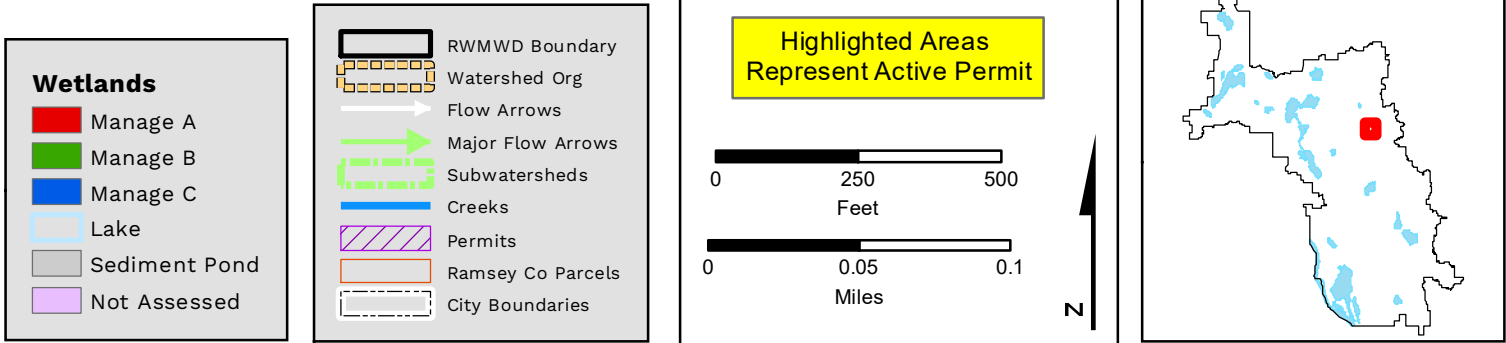 Wetlands
Manage A
Manage B
Manage C
Lake
Sediment Pond
Not Assessed
RWMWD Boundary
Watershed Org
Flow Arrows
Major Flow Arrows
Subwatersheds
Creeks
Permits
Ramsey Co Parcels
City Boundaries
Highlighted Areas
Represent Active Permit
0 250 500
Feet
0 0.05 0.1
Miles
N